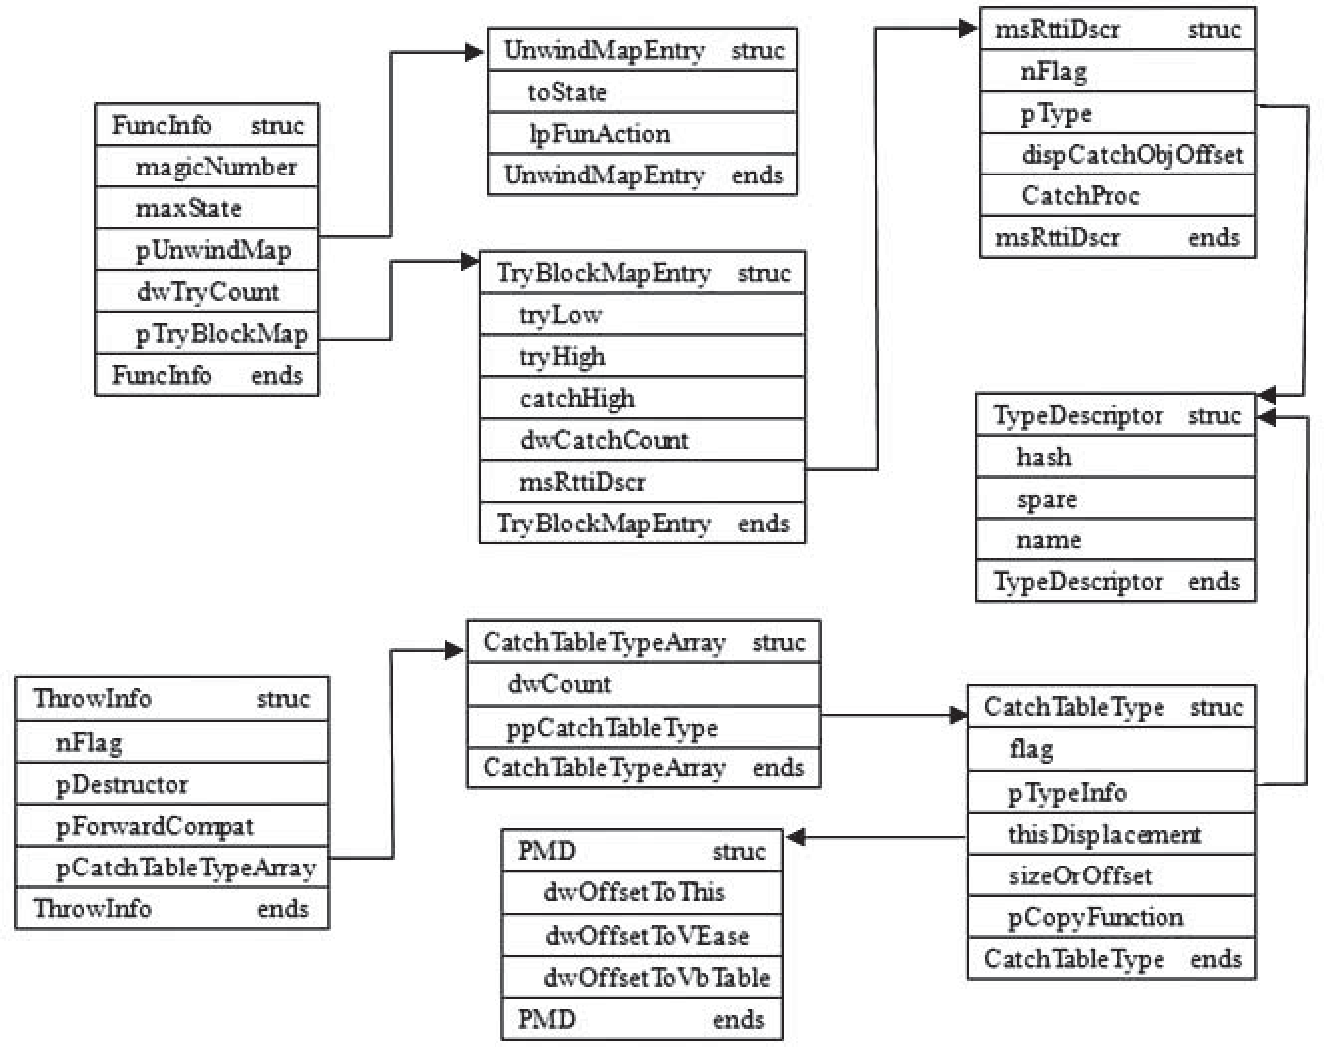 FuncInfo struc
magicNumber
maxState
pUnwindMap
dwTryCount
pTryBlockMap
FuncInfo ends
UnwindMapEntry struc
toState
lpFunAction
UnwindMapEntry ends
TryBlockMapEntry struc
tryLow
tryHigh
catchHigh
dwCatchCount
msRttiDscr
TryBlockMapEntry ends
msRttiDscr struc
nFlag
pType
dispCatchObjOffset
CatchProc
msRttiDscr ends
TypeDescriptor struc
hash
spare
name
TypeDescriptor ends
ThrowInfo struc
nFlag
pDestructor
pForwardCompat
pCatchTableTypeArray
ThrowInfo ends
CatchTableTypeArray struc
dwCount
ppCatchTableType
CatchTableTypeArray ends
PMD struc
dwOffsetToThis
dwOffsetToVEase
dwOffsetToVbTable
PMD ends
CatchTableType struc
flag
pTypeInfo
thisDisplacement
sizeOrOffset
pCopyFunction
CatchTableType ends